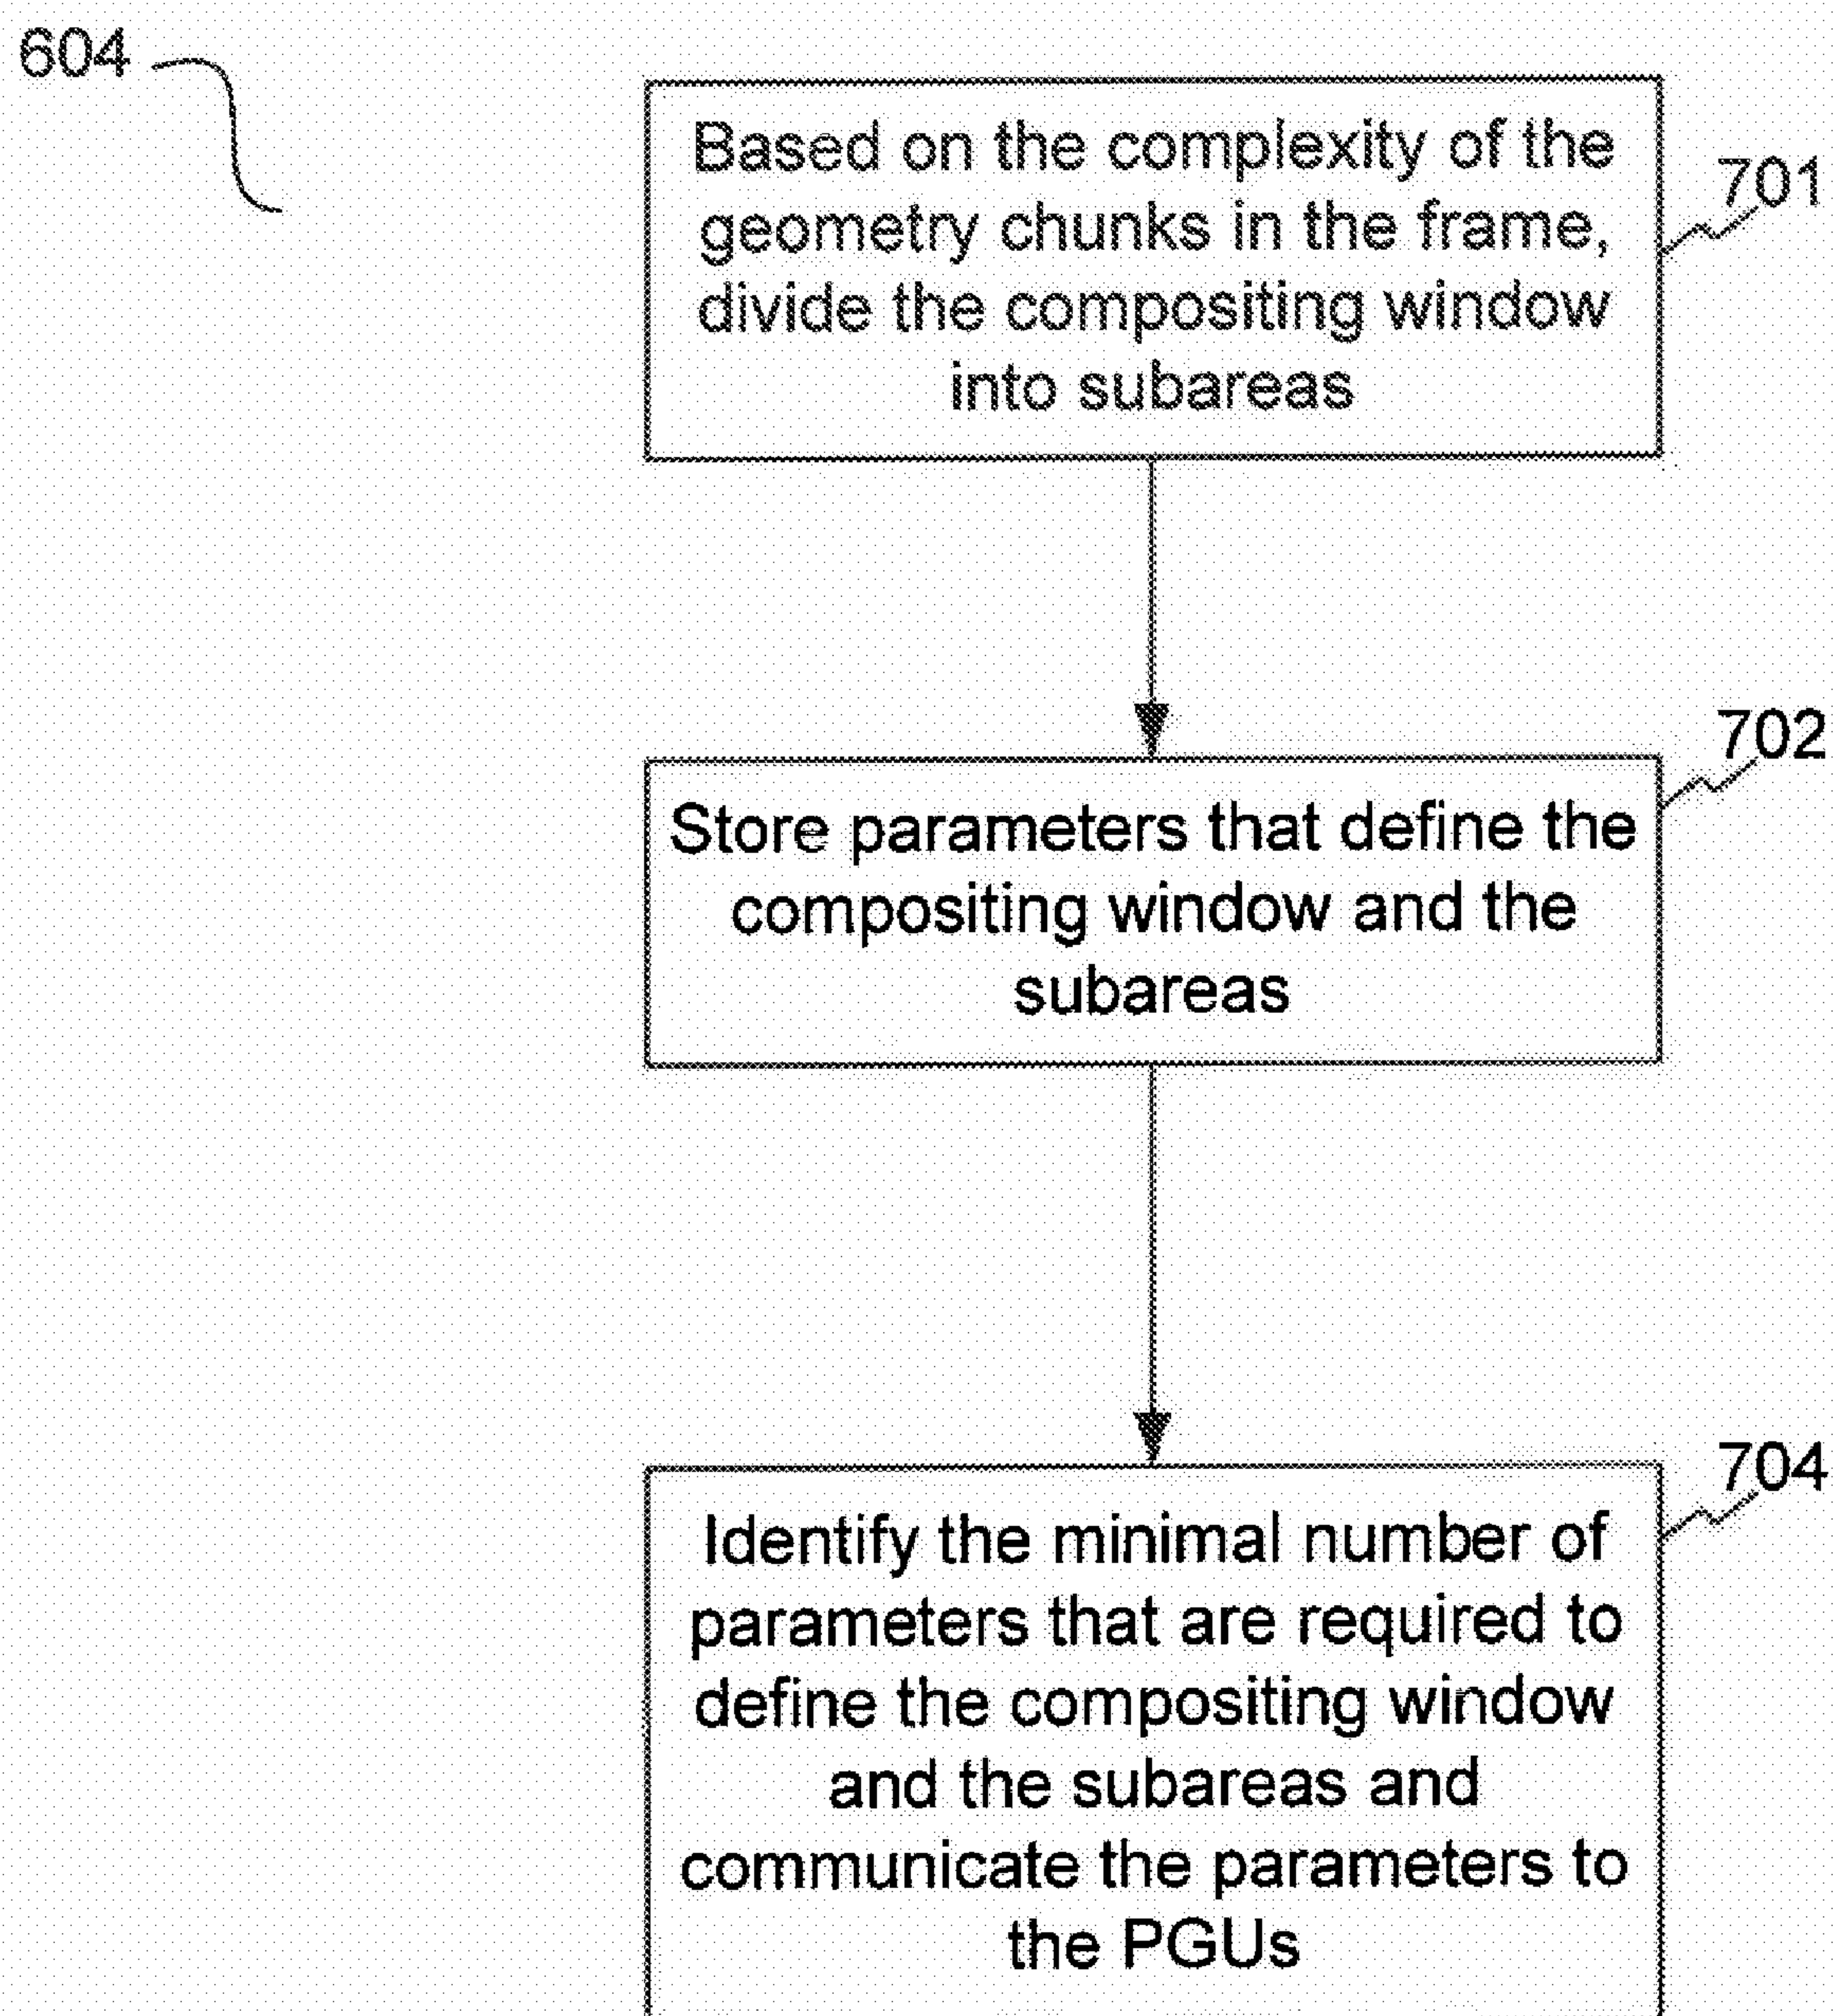 604
Based on the complexity of the
geometry chunks in the frame,
divide the compositing window
into subareas
701
702
Store parameters that define the
compositing window and the
subareas
704
Identify the minimal number of
parameters that are required to
define the compositing window
and the subareas and
communicate the parameters to
the PGUs